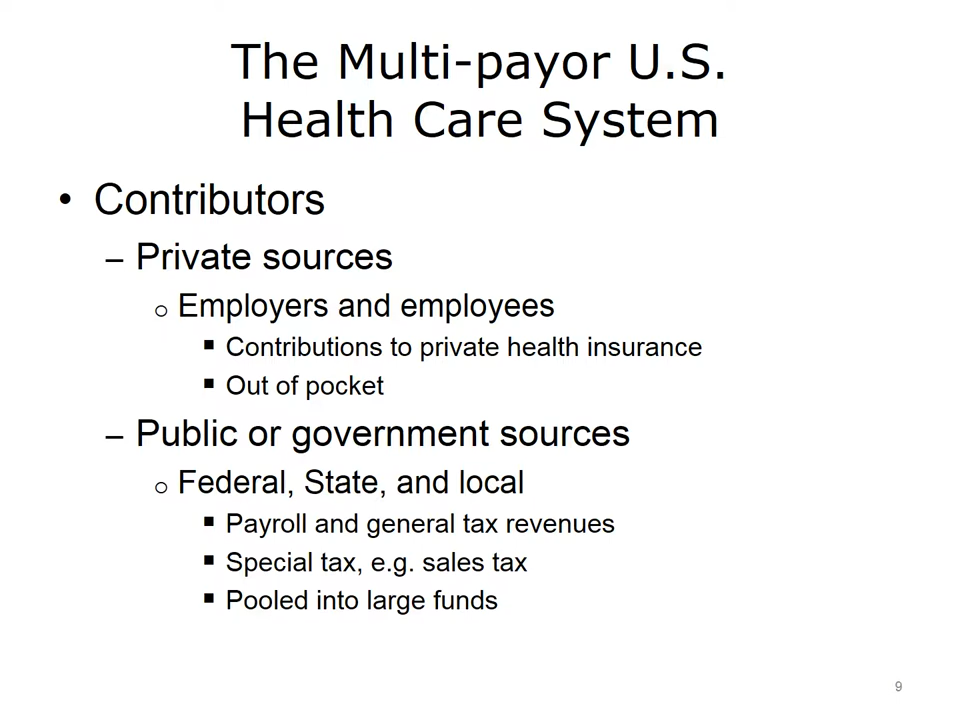 The Multi-payor U.S.
Health Care System
• Contributors
– Private sources
o Employers and employees
▪ Contributions to private health insurance
▪ Out of pocket
– Public or government sources
o Federal, State, and local
▪ Payroll and general tax revenues
▪ Special tax, e.g. sales tax
▪ Pooled into large funds
9